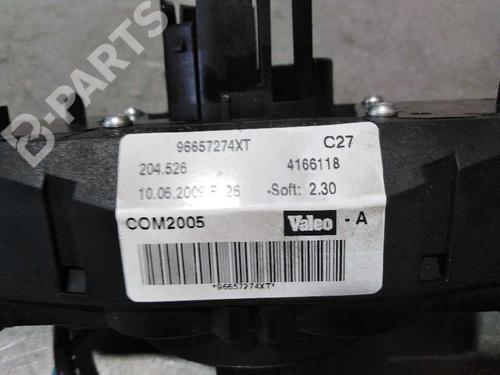 B-PARTS
96657274XT C27
204.526 4166118
10.06.2009 26 -Soft: 2.30
COM2005 Valeo - A
*96657274XT*